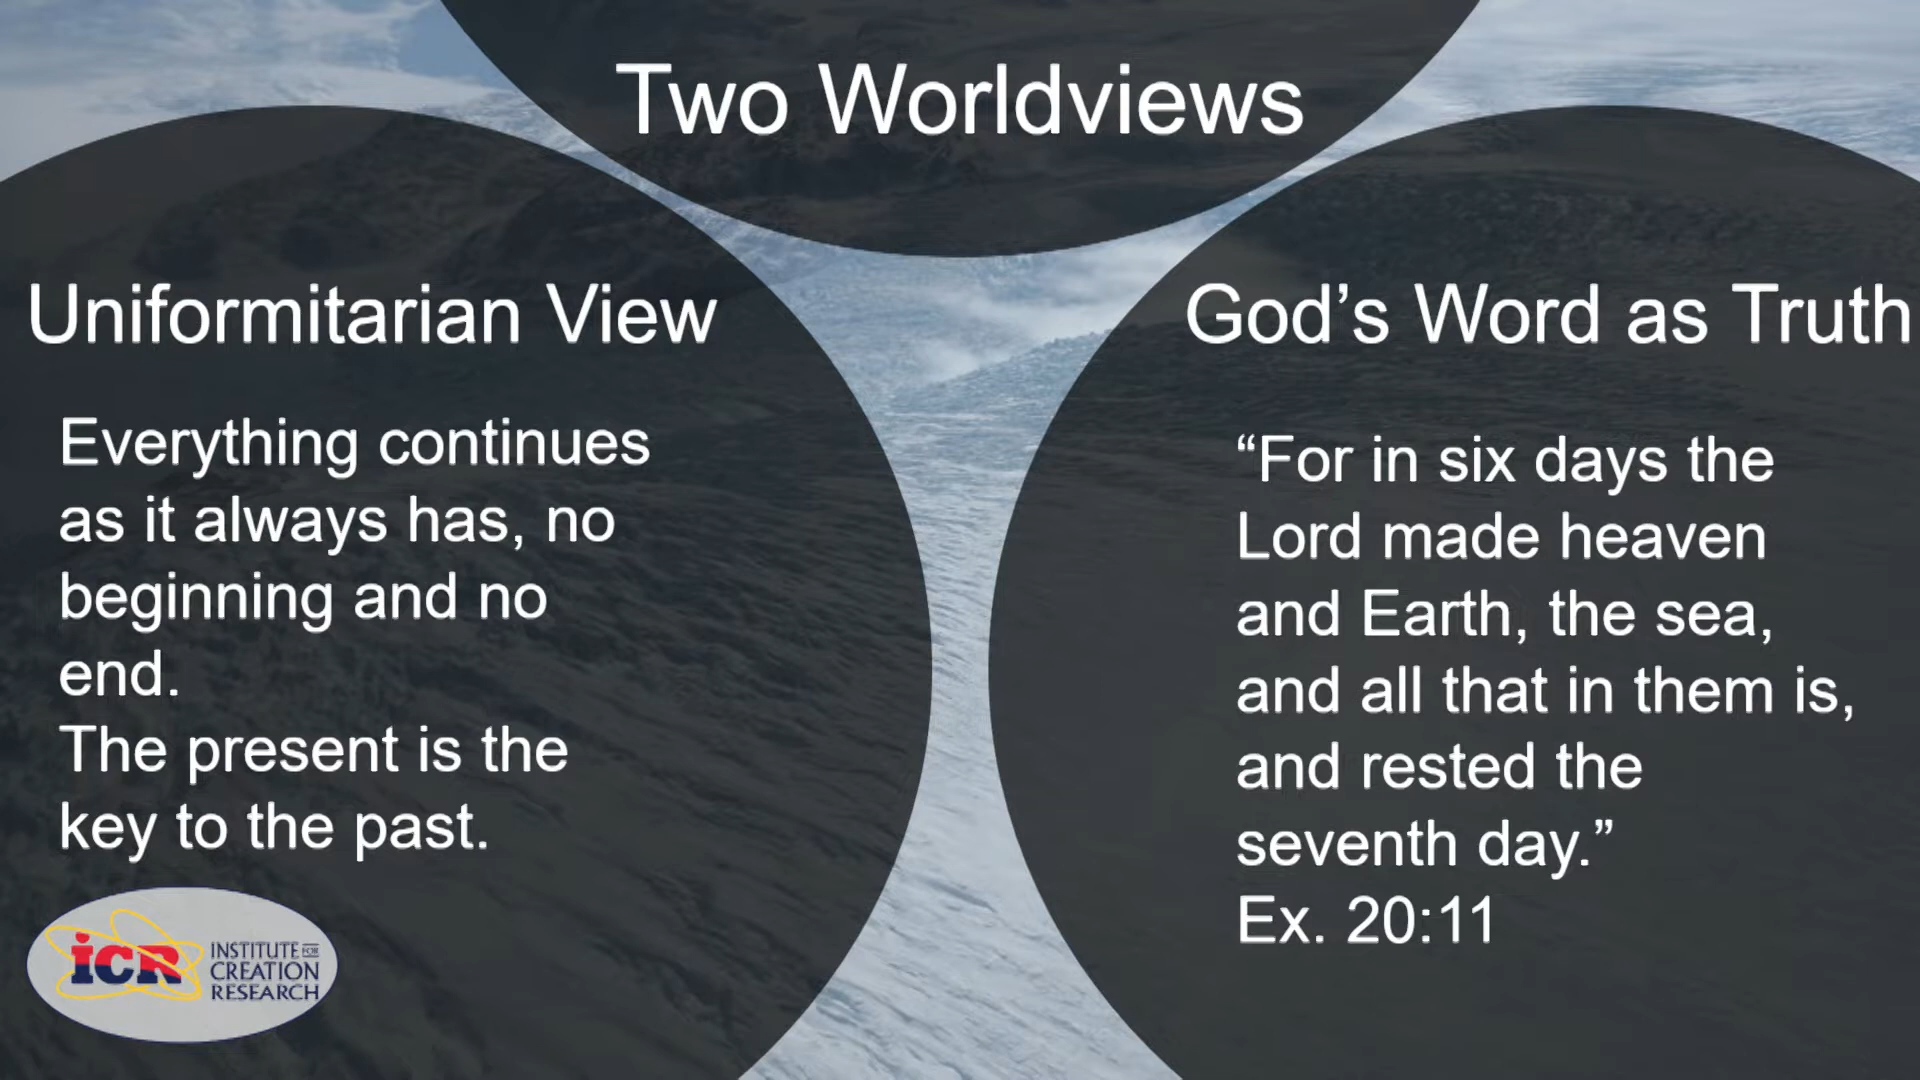 Two Worldviews
Uniformitarian View
Everything continues
as it always has, no
beginning and no
end.
The present is the
key to the past.
God’s Word as Truth
“For in six days the
Lord made heaven
and Earth, the sea,
and all that in them is,
and rested the
seventh day.”
Ex. 20:11
iCR
INSTITUTE FOR
CREATION
RESEARCH